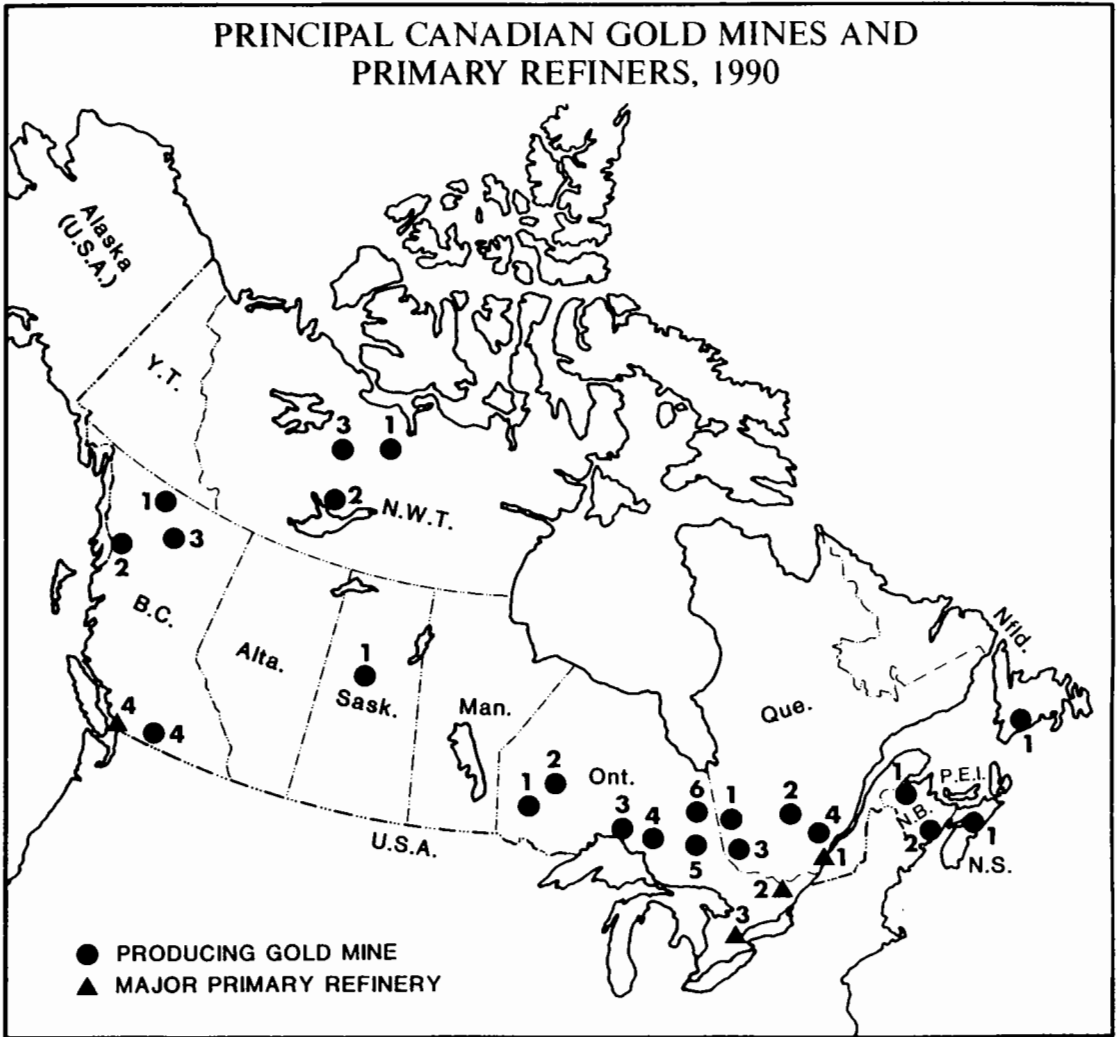 PRINCIPAL CANADIAN GOLD MINES AND
PRIMARY REFINERS, 1990
Alaska
(U.S.A.)
Y.T.
3 1
2
N.W.T.
1
3
2
B.C.
Alta.
1
Sask.
Man.
4
4
U.S.A.
Ont.
1
2
3
4
6
5
Que.
1
2
3
4
1
2
3
Nfld.
1
P.E.I.
1
N.B.
2
1
N.S.
PRODUCING GOLD MINE
MAJOR PRIMARY REFINERY